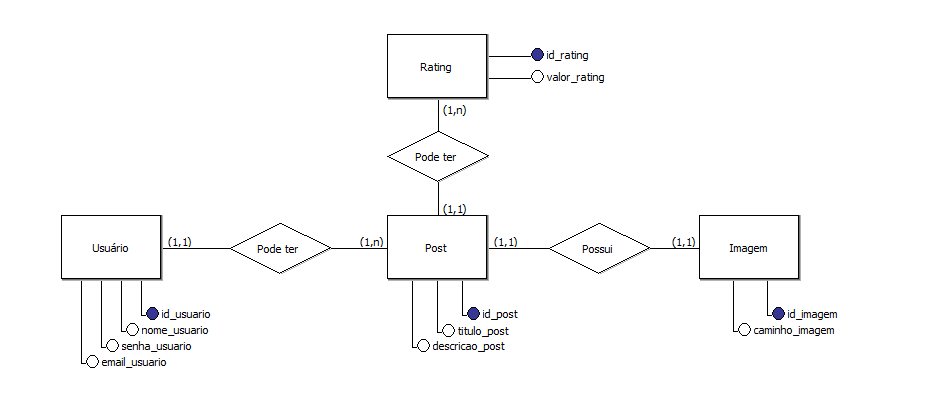 Rating
id_rating
valor_rating
(1,n)
Pode ter
(1,1)
Usuário
(1,1)
Pode ter
(1,n)
Post
(1,1)
Possui
(1,1)
Imagem
id_usuario
nome_usuario
senha_usuario
email_usuario
id_post
titulo_post
descricao_post
id_imagem
caminho_imagem